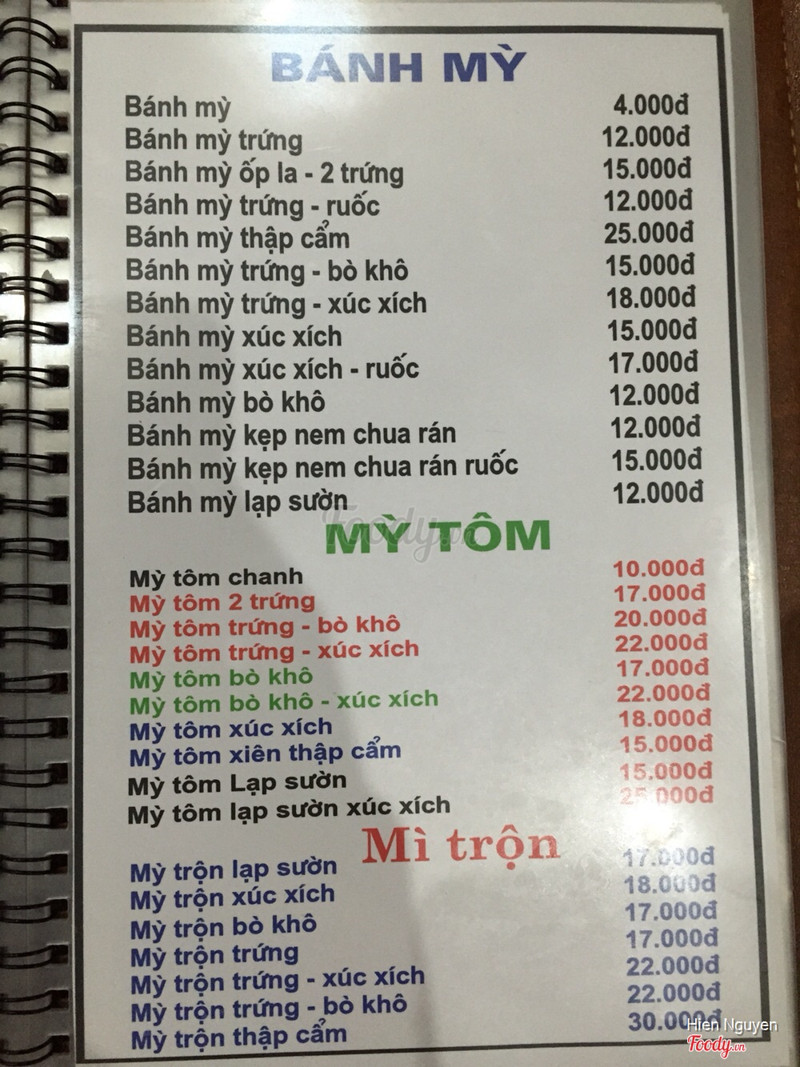 BÁNH MỲ
Bánh mỳ 4.000đ
Bánh mỳ trứng 12.000đ
Bánh mỳ ốp la - 2 trứng 15.000đ
Bánh mỳ trứng - ruốc 12.000đ
Bánh mỳ thập cẩm 25.000đ
Bánh mỳ trứng - bò khô 15.000đ
Bánh mỳ trứng - xúc xích 18.000đ
Bánh mỳ xúc xích 15.000đ
Bánh mỳ xúc xích - ruốc 17.000đ
Bánh mỳ bò khô 12.000đ
Bánh mỳ kẹp nem chua rán 12.000đ
Bánh mỳ kẹp nem chua rán ruốc 15.000đ
Bánh mỳ lạp sườn 12.000đ
MỲ TÔM
Mỳ tôm chanh 10.000đ
Mỳ tôm 2 trứng 17.000đ
Mỳ tôm trứng - bò khô 20.000đ
Mỳ tôm trứng - xúc xích 22.000đ
Mỳ tôm bò khô 17.000đ
Mỳ tôm bò khô - xúc xích 22.000đ
Mỳ tôm xúc xích 18.000đ
Mỳ tôm xiên thập cẩm 15.000đ
Mỳ tôm Lạp sườn 15.000đ
Mỳ tôm lạp sườn xúc xích 25.000đ
Mì trộn
Mỳ trộn lạp sườn 17.000đ
Mỳ trộn xúc xích 18.000đ
Mỳ trộn bò khô 17.000đ
Mỳ trộn trứng 17.000đ
Mỳ trộn trứng - xúc xích 22.000đ
Mỳ trộn trứng - bò khô 22.000đ
Mỳ trộn thập cẩm 30.000đ
Hien Nguyen
Foody.vn